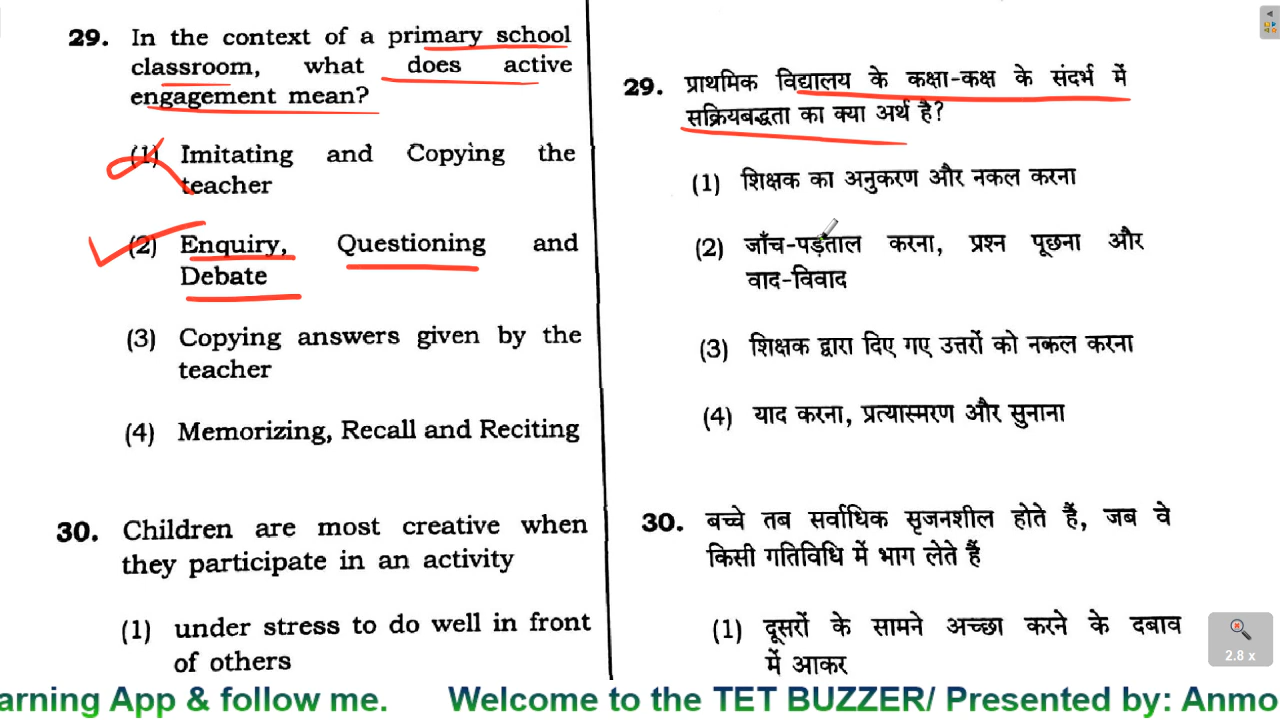 29. In the context of a primary school
classroom, what does active
engagement mean?
(1) Imitating and Copying the
teacher
(2) Enquiry, Questioning and
Debate
(3) Copying answers given by the
teacher
(4) Memorizing, Recall and Reciting
30. Children are most creative when
they participate in an activity
(1) under stress to do well in front
of others
29. प्राथमिक विद्यालय के कक्षा-कक्ष के संदर्भ में
सक्रियबद्धता का क्या अर्थ है?
(1) शिक्षक का अनुकरण और नकल करना
(2) जाँच-पड़ताल करना, प्रश्न पूछना और
वाद-विवाद
(3) शिक्षक द्वारा दिए गए उत्तरों को नकल करना
(4) याद करना, प्रत्यास्मरण और सुनाना
30. बच्चे तब सर्वाधिक सृजनशील होते हैं, जब वे
किसी गतिविधि में भाग लेते हैं
(1) दूसरों के सामने अच्छा करने के दबाव
में आकर
2.8 x
arning App & follow me. Welcome to the TET BUZZER/ Presented by: Anmo